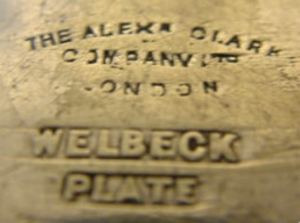 THE ALEXR CLARK
COMPANY LTD
LONDON
WELBECK
PLATE